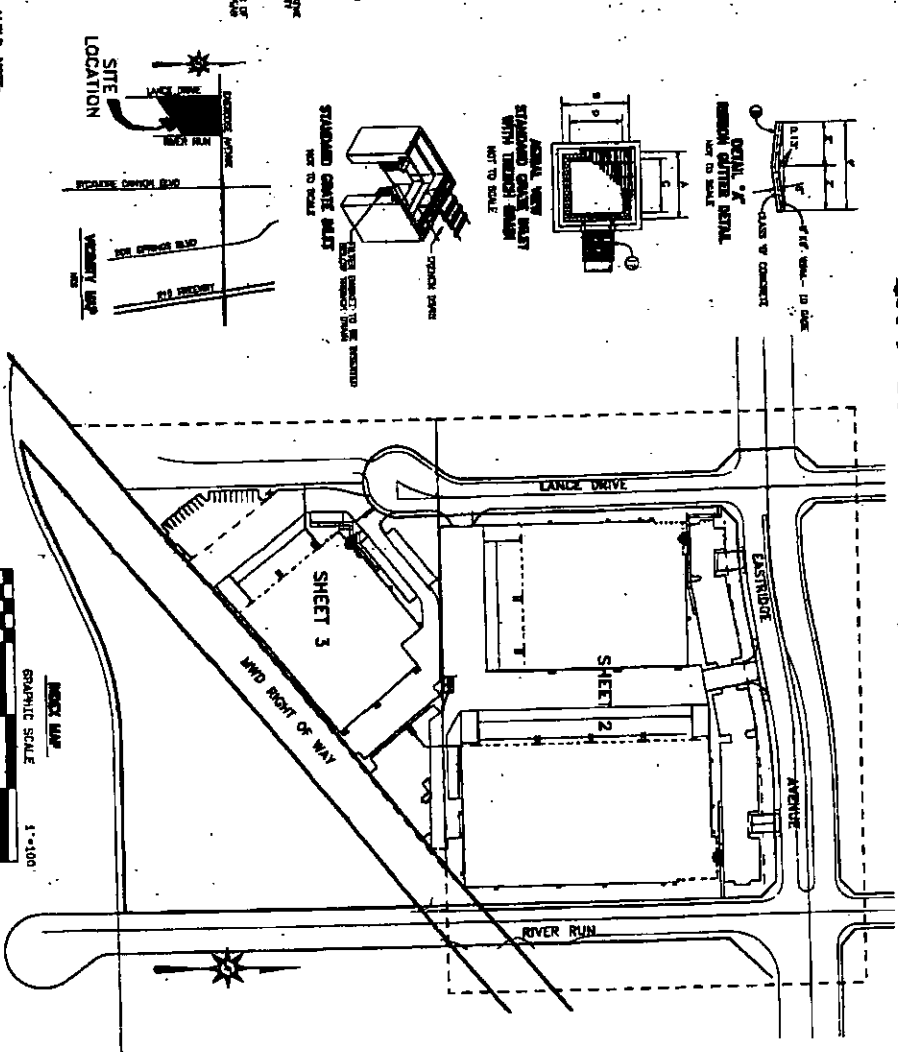 SITE
LOCATION
LANCE DRIVE
RIVER RUN
SYCAMORE CANYON BLVD
BOX SPRINGS BLVD
VICINITY MAP
STANDARD GRATE INLET
NOT TO SCALE
TRENCH DRAIN
AERIAL VIEW
STANDARD GRATE INLET
WITH TRENCH DRAIN
NOT TO SCALE
A
B
DETAIL "A"
RIBBON GUTTER DETAIL
NOT TO SCALE
CONCRETE
LANCE DRIVE
EASTRIDGE
AVENUE
SHEET 3
SHEET 2
MWD RIGHT OF WAY
RIVER RUN
INDEX MAP
GRAPHIC SCALE
1"=100'